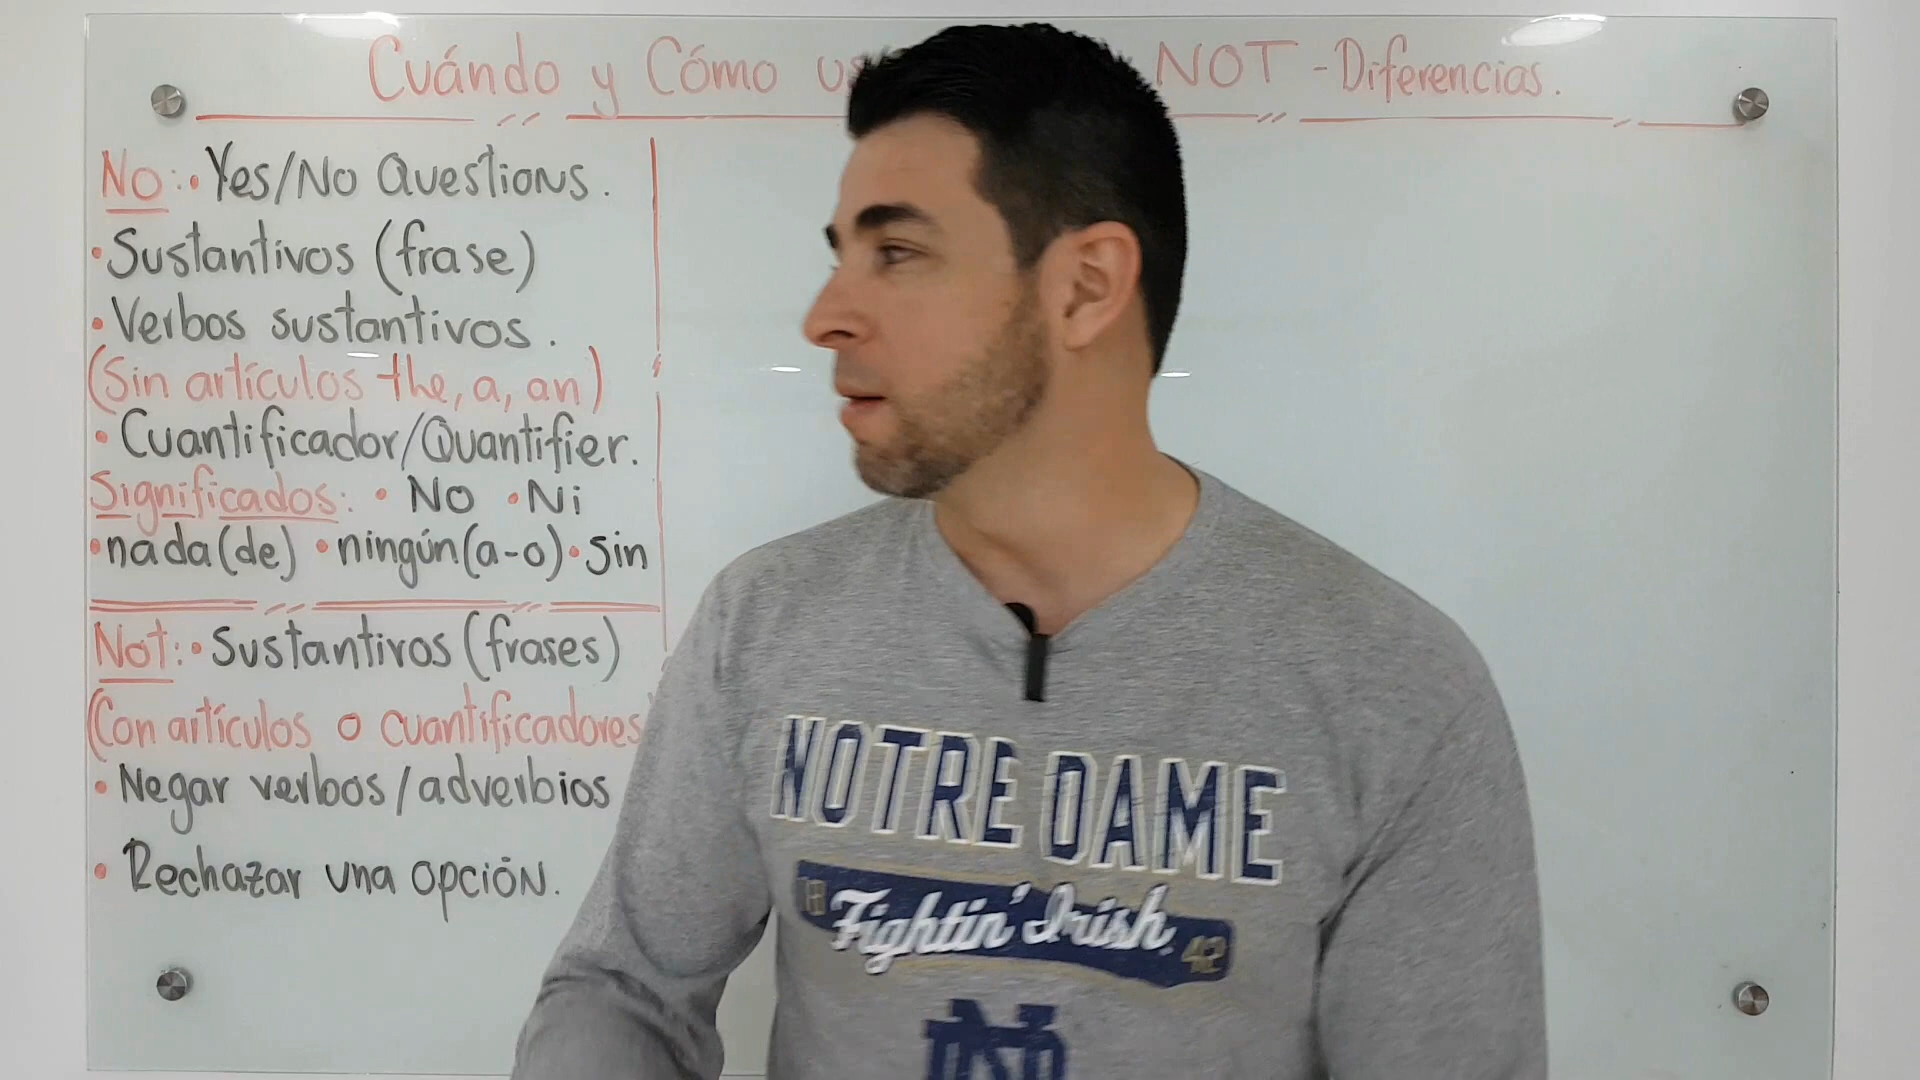 Cuándo y Cómo us NOT - Diferencias.
No: • Yes/No Questions.
• Sustantivos (frase)
• Verbos sustantivos.
(Sin artículos the, a, an)
• Cuantificador/Quantifier.
Significados: • No • Ni
• nada(de) • ningún(a-o) • Sin
Not: • Sustantivos (frases)
(Con artículos o cuantificadores
• Negar verbos/adverbios
• Rechazar una opción.
NOTRE DAME
18 Fightin' Irish. 42
ND